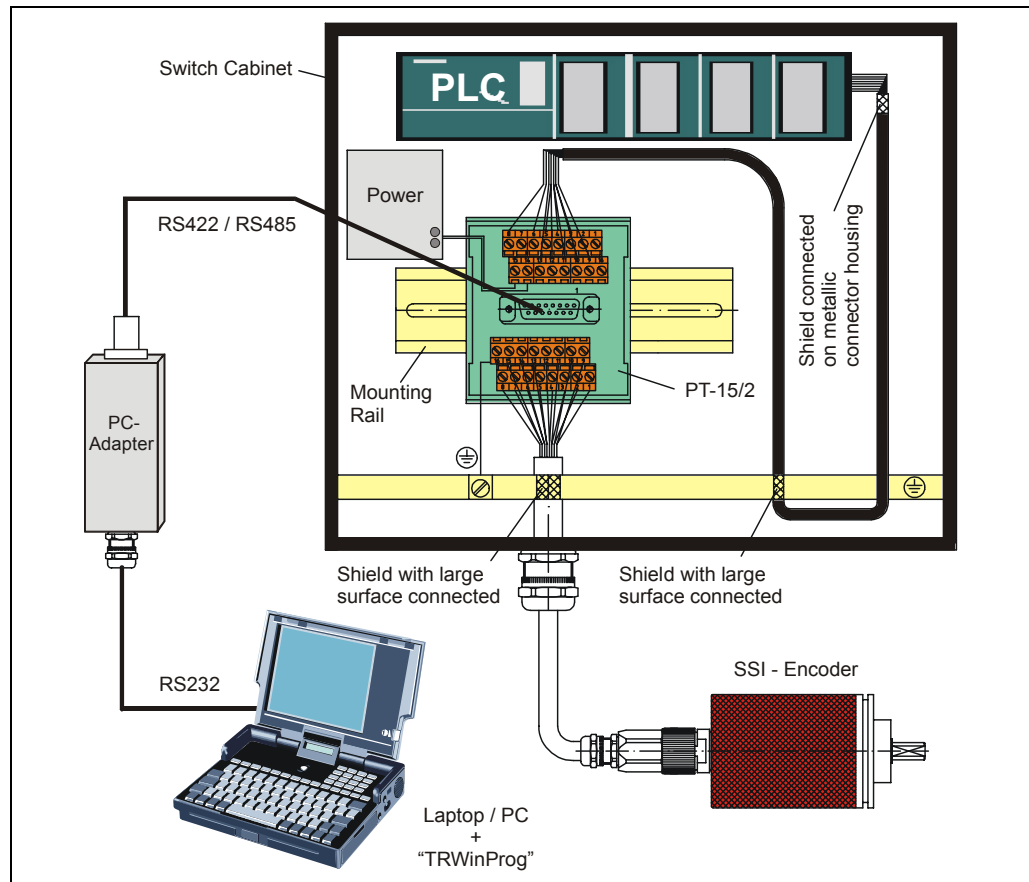 Switch Cabinet
PLC
Power
RS422 / RS485
1
Shield connected
on metallic
connector housing
Mounting
Rail
PT-15/2
PC-
Adapter
Shield with large
surface connected
Shield with large
surface connected
RS232
SSI - Encoder
Laptop / PC
+
“TRWinProg”